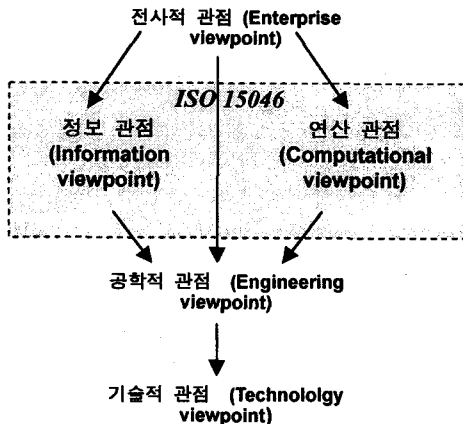 전사적 관점 (Enterprise
viewpoint)
ISO 15046
정보 관점
(Information
viewpoint)
연산 관점
(Computational
viewpoint)
공학적 관점 (Engineering
viewpoint)
기술적 관점 (Technololgy
viewpoint)